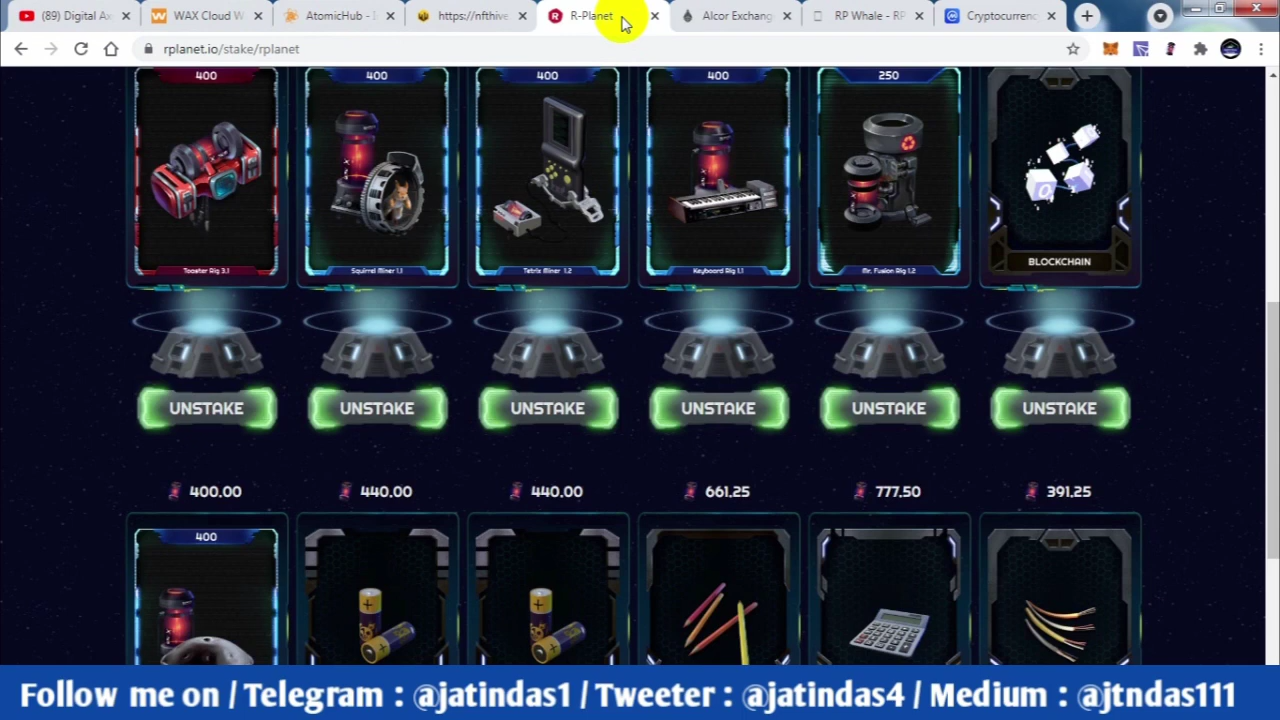 (89) Digital As
WAX Cloud W
AtomicHub - I
https://nfthive
R-Planet
Alcor Exchang
RP Whale - RP
Cryptocurrenc
rplanet.io/stake/rplanet
400 400 400 400 250
BLOCKCHAIN
Toaster Rig 3.1 Squirrel Miner 1.1 Tetrix Miner 1.2 Keyboard Rig 1.1 Mr. Fusion Rig 1.2
UNSTAKE UNSTAKE UNSTAKE UNSTAKE UNSTAKE UNSTAKE
400.00 440.00 440.00 661.25 777.50 391.25
400
Follow me on / Telegram : @jatindas1 / Tweeter : @jatindas4 / Medium : @jtndas111